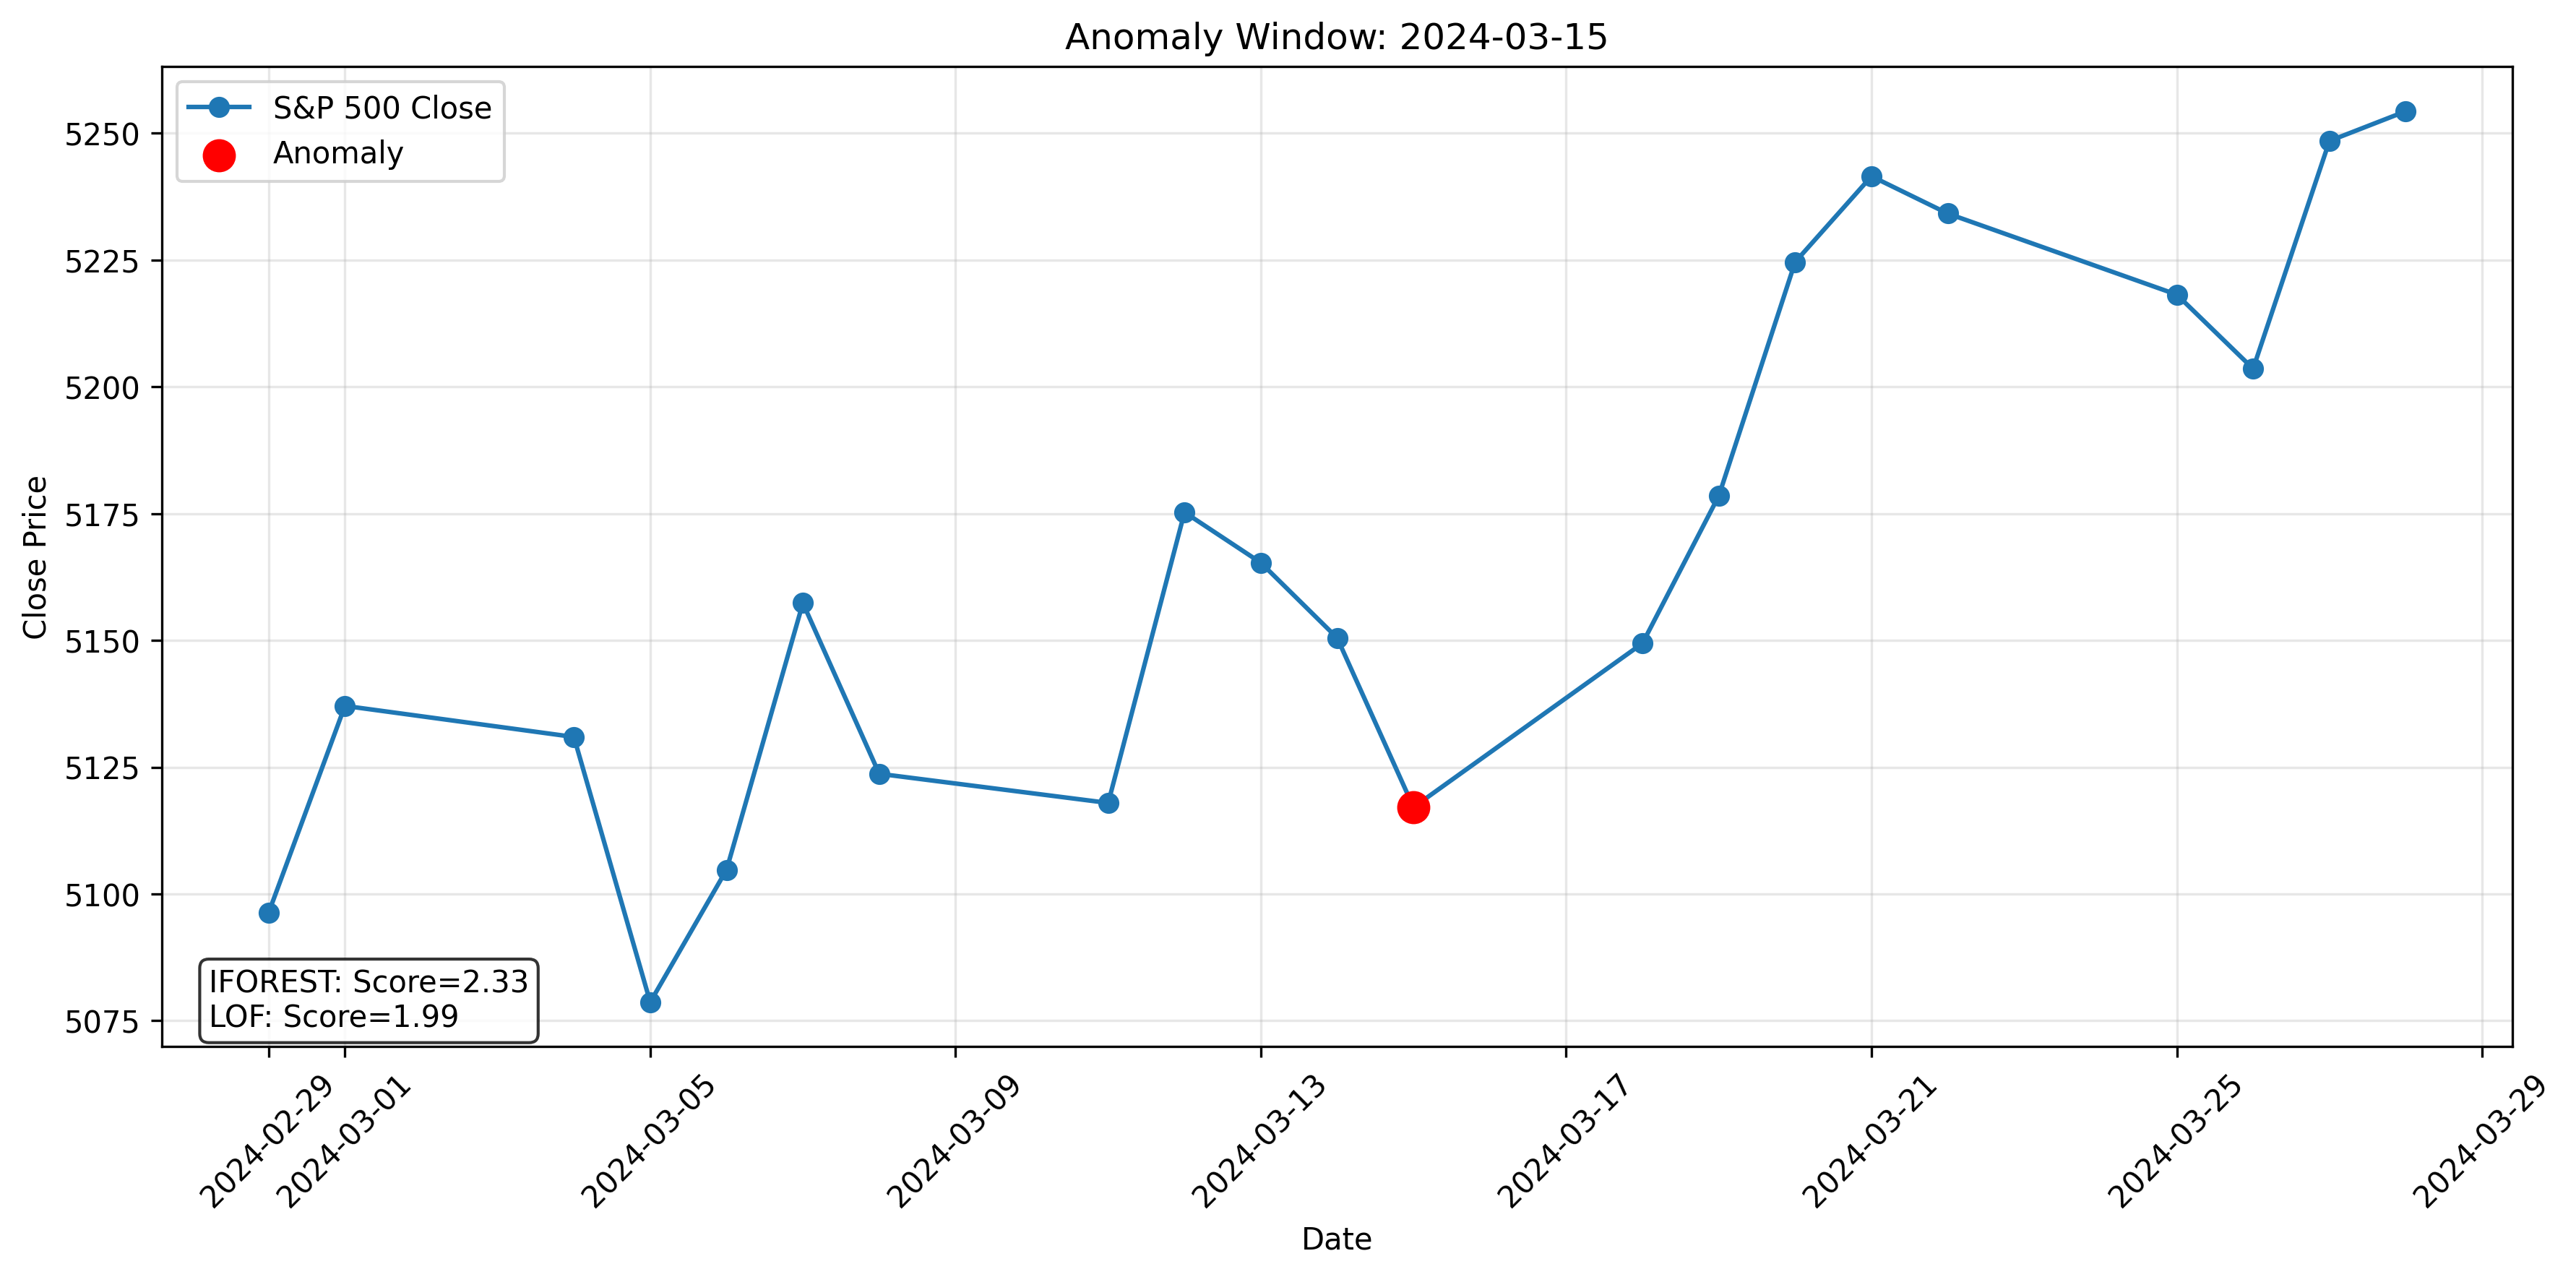 Anomaly Window: 2024-03-15
S&P 500 Close
Anomaly
5250
5225
5200
5175
5150
5125
5100
5075
Close Price
IFOREST: Score=2.33
LOF: Score=1.99
2024-02-29
2024-03-01
2024-03-05
2024-03-09
2024-03-13
2024-03-17
2024-03-21
2024-03-25
2024-03-29
Date